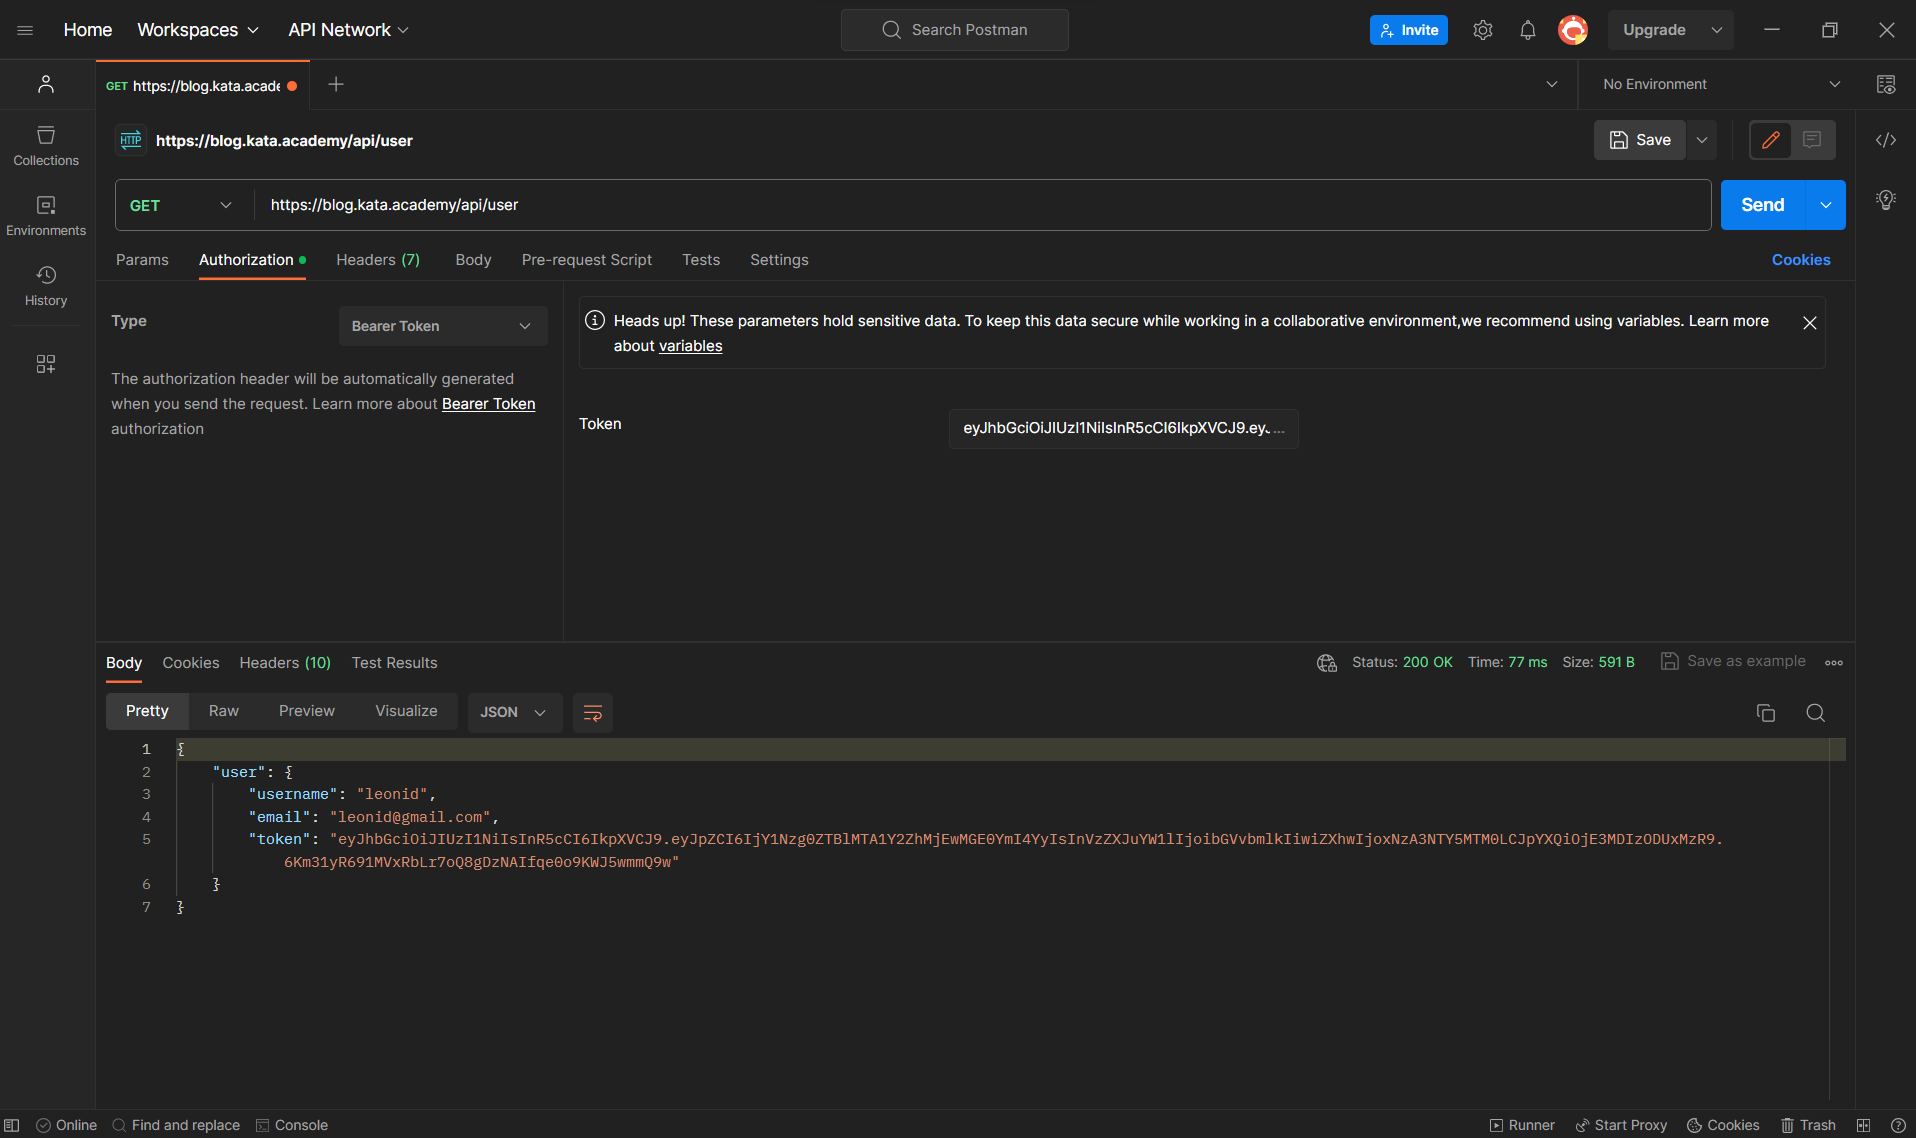 Home Workspaces API Network Search Postman Invite Upgrade
GET https://blog.kata.acade No Environment
HTTP https://blog.kata.academy/api/user Save
Collections
GET https://blog.kata.academy/api/user Send
Environments
Params Authorization Headers (7) Body Pre-request Script Tests Settings Cookies
History
Type Bearer Token
Heads up! These parameters hold sensitive data. To keep this data secure while working in a collaborative environment,we recommend using variables. Learn more
about variables
The authorization header will be automatically generated
when you send the request. Learn more about Bearer Token
authorization
Token eyJhbGciOiJIUzI1NiIsInR5cCI6IkpXVCJ9.eyJ...
Body Cookies Headers (10) Test Results Status: 200 OK Time: 77 ms Size: 591 B Save as example
Pretty Raw Preview Visualize JSON
1 {
2 "user": {
3 "username": "leonid",
4 "email": "leonid@gmail.com",
5 "token": "eyJhbGciOiJIUzI1NiIsInR5cCI6IkpXVCJ9.eyJpZCI6IjY1Nzg0ZTBlMTA1Y2ZhMjEwMGE0YmI4YyIsInVzZXJuYW1lIjoibGVvbmlkIiwiZXhwIjoxNzA3NTY5MTM0LCJpYXQiOjE3MDIzODUxMzR9.
6Km31yR691MVxRbLr7oQ8gDzNAIfqe0o9KWJ5wmmQ9w"
6 }
7 }
Online Find and replace Console Runner Start Proxy Cookies Trash